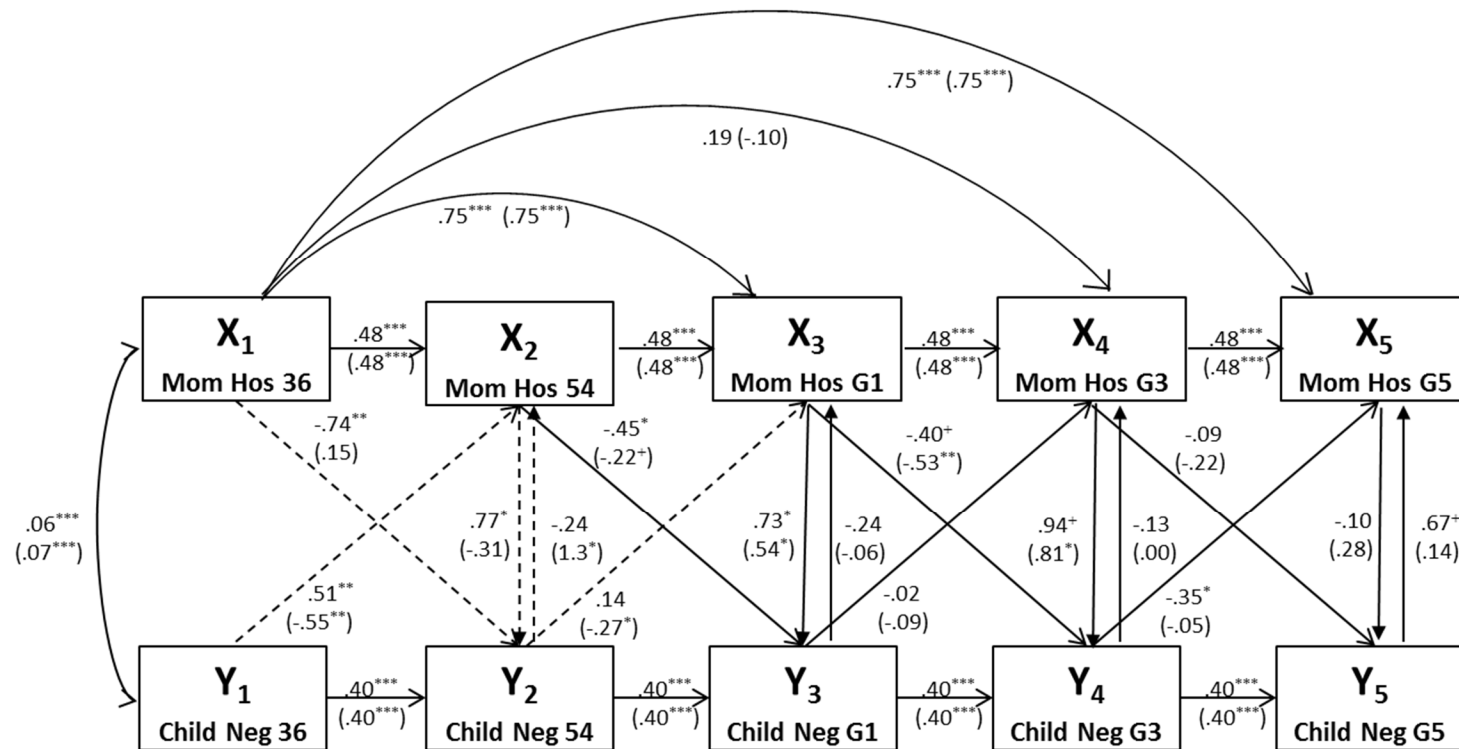 .75*** (.75***)
.19 (-.10)
.75*** (.75***)
X1
Mom Hos 36
.48***
(.48***)
X2
Mom Hos 54
.48***
(.48***)
X3
Mom Hos G1
.48***
(.48***)
X4
Mom Hos G3
.48***
(.48***)
X5
Mom Hos G5
-.74**
(.15)
-.45*
(-.22+)
-.40+
(-.53**)
-.09
(-.22)
.06***
(.07***)
.77*
(-.31)
-.24
(1.3*)
.73*
(.54*)
-.24
(-.06)
.94+
(.81*)
-.13
(.00)
-.10
(.28)
.67+
(.14)
.51**
(-.55**)
.14
(-.27*)
-.02
(-.09)
-.35*
(-.05)
Y1
Child Neg 36
.40***
(.40***)
Y2
Child Neg 54
.40***
(.40***)
Y3
Child Neg G1
.40***
(.40***)
Y4
Child Neg G3
.40***
(.40***)
Y5
Child Neg G5